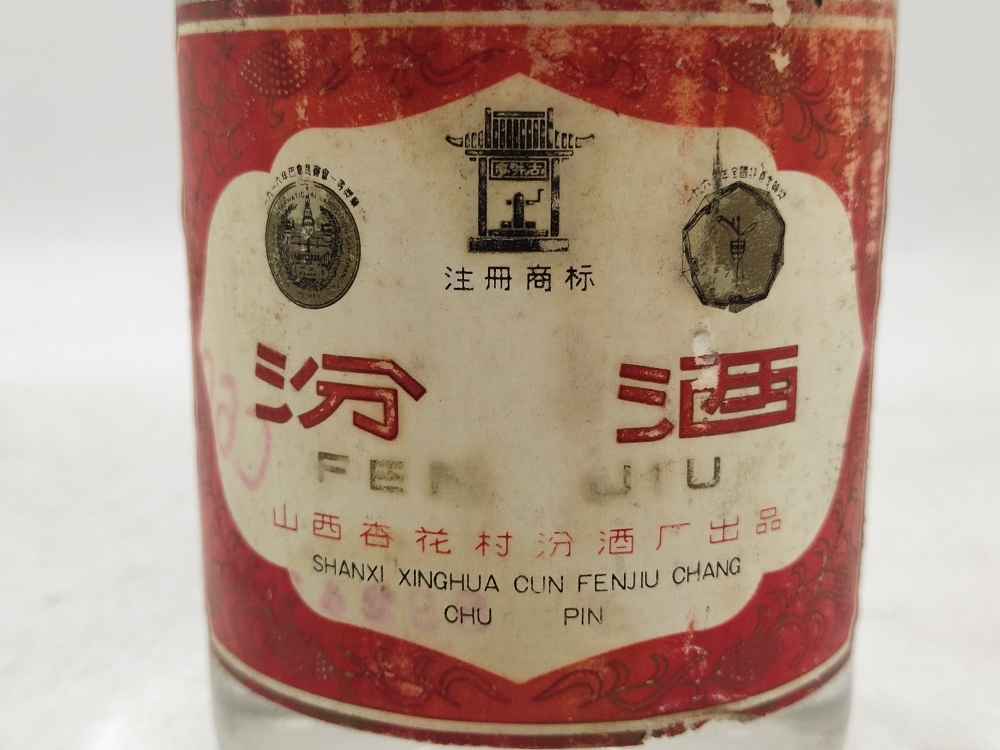 注册商标
汾酒
FEN JIU
山西杏花村汾酒厂出品
SHANXI XINGHUA CUN FENJIU CHANG
CHU PIN